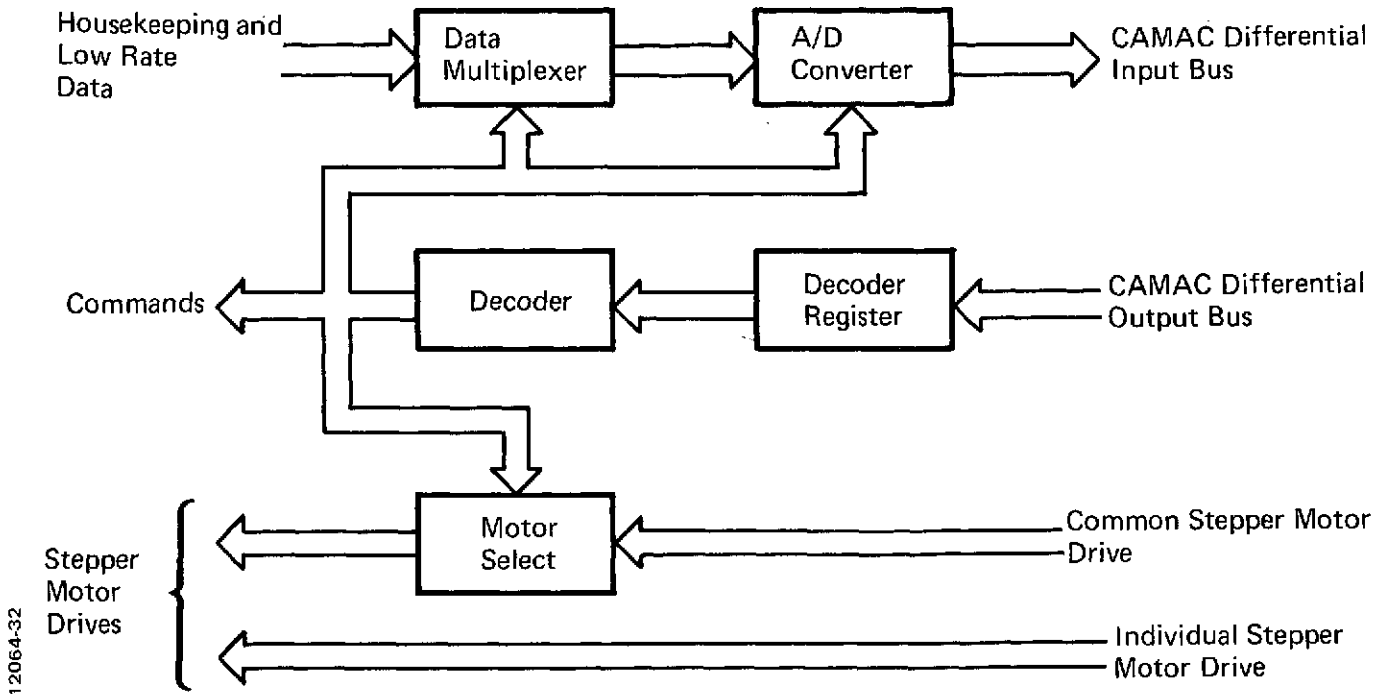 Housekeeping and
Low Rate
Data
Data
Multiplexer
A/D
Converter
CAMAC Differential
Input Bus
Commands
Decoder
Decoder
Register
CAMAC Differential
Output Bus
Stepper
Motor
Drives
Motor
Select
Common Stepper Motor
Drive
Individual Stepper
Motor Drive
12064-32